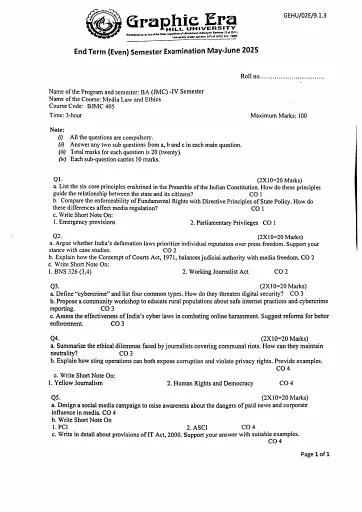 GEHU/02E/9.1.3
Graphic Era
HILL UNIVERSITY
End Term (Even) Semester Examination May-June 2025
Roll no..............................
Name of the Program and semester: BA (JMC) -IV Semester
Name of the Course: Media Law and Ethics
Course Code: BJMC 405
Time: 3-hour Maximum Marks: 100
Note:
(i) All the questions are compulsory.
(ii) Answer any two sub questions from a, b and c in each main question.
(iii) Total marks for each question is 20 (twenty).
(iv) Each sub-question carries 10 marks.
Q1. (2X10=20 Marks)
a. List the six core principles enshrined in the Preamble of the Indian Constitution. How do these principles
guide the relationship between the state and its citizens? CO 1
b. Compare the enforceability of Fundamental Rights with Directive Principles of State Policy. How do
these differences affect media regulation? CO 1
c. Write Short Note On:
1. Emergency provisions 2. Parliamentary Privileges CO 1
Q2. (2X10=20 Marks)
a. Argue whether India's defamation laws prioritize individual reputation over press freedom. Support your
stance with case studies. CO 2
b. Explain how the Contempt of Courts Act, 1971, balances judicial authority with media freedom. CO 2
c. Write Short Note On:
1. BNS 326 (3,4) 2. Working Journalist Act CO 2
Q3. (2X10=20 Marks)
a. Define "cybercrime" and list four common types. How do they threaten digital security? CO 3
b. Propose a community workshop to educate rural populations about safe internet practices and cybercrime
reporting. CO 3
c. Assess the effectiveness of India's cyber laws in combating online harassment. Suggest reforms for better
enforcement. CO 3
Q4. (2X10=20 Marks)
a. Summarize the ethical dilemmas faced by journalists covering communal riots. How can they maintain
neutrality? CO 3
b. Explain how sting operations can both expose corruption and violate privacy rights. Provide examples.
CO 4
c. Write Short Note On:
1. Yellow Journalism 2. Human Rights and Democracy CO 4
Q5. (2X10=20 Marks)
a. Design a social media campaign to raise awareness about the dangers of paid news and corporate
influence in media. CO 4
b. Write Short Note On
1. PCI 2. ASCI CO 4
c. Write in detail about provisions of IT Act, 2000. Support your answer with suitable examples.
CO 4
Page 1 of 1